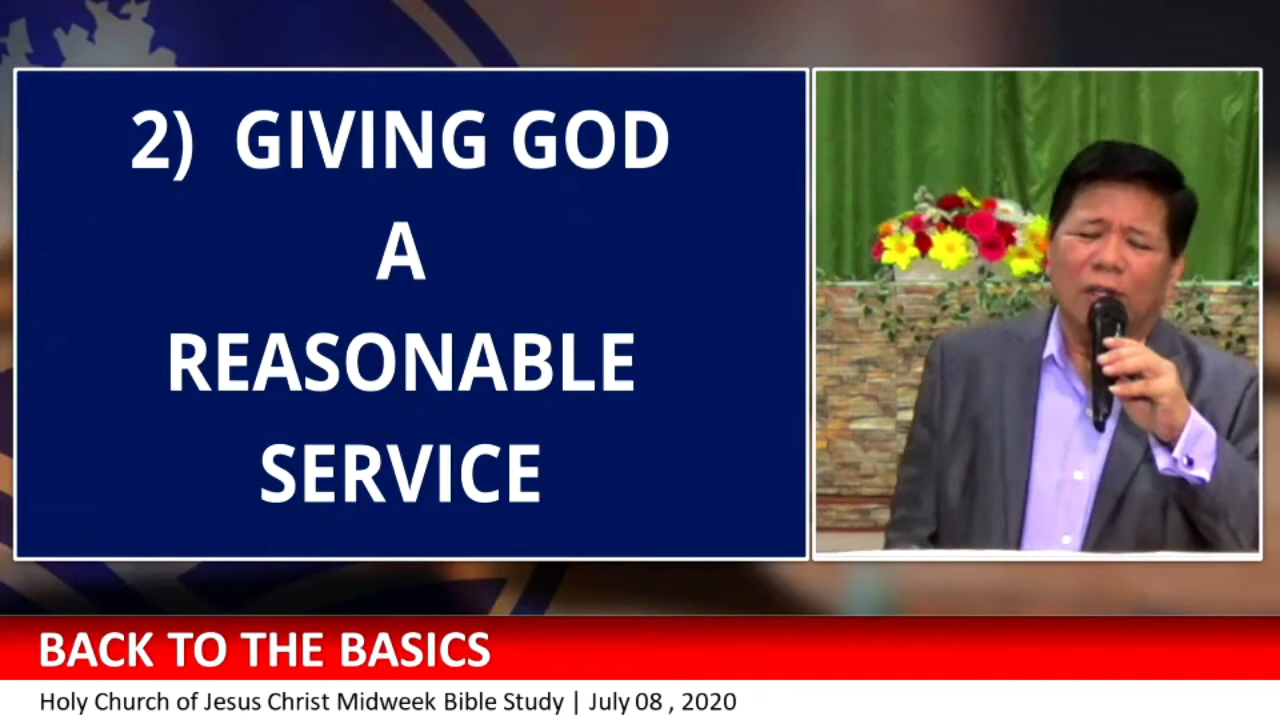 2) GIVING GOD
A
REASONABLE
SERVICE
BACK TO THE BASICS
Holy Church of Jesus Christ Midweek Bible Study | July 08 , 2020